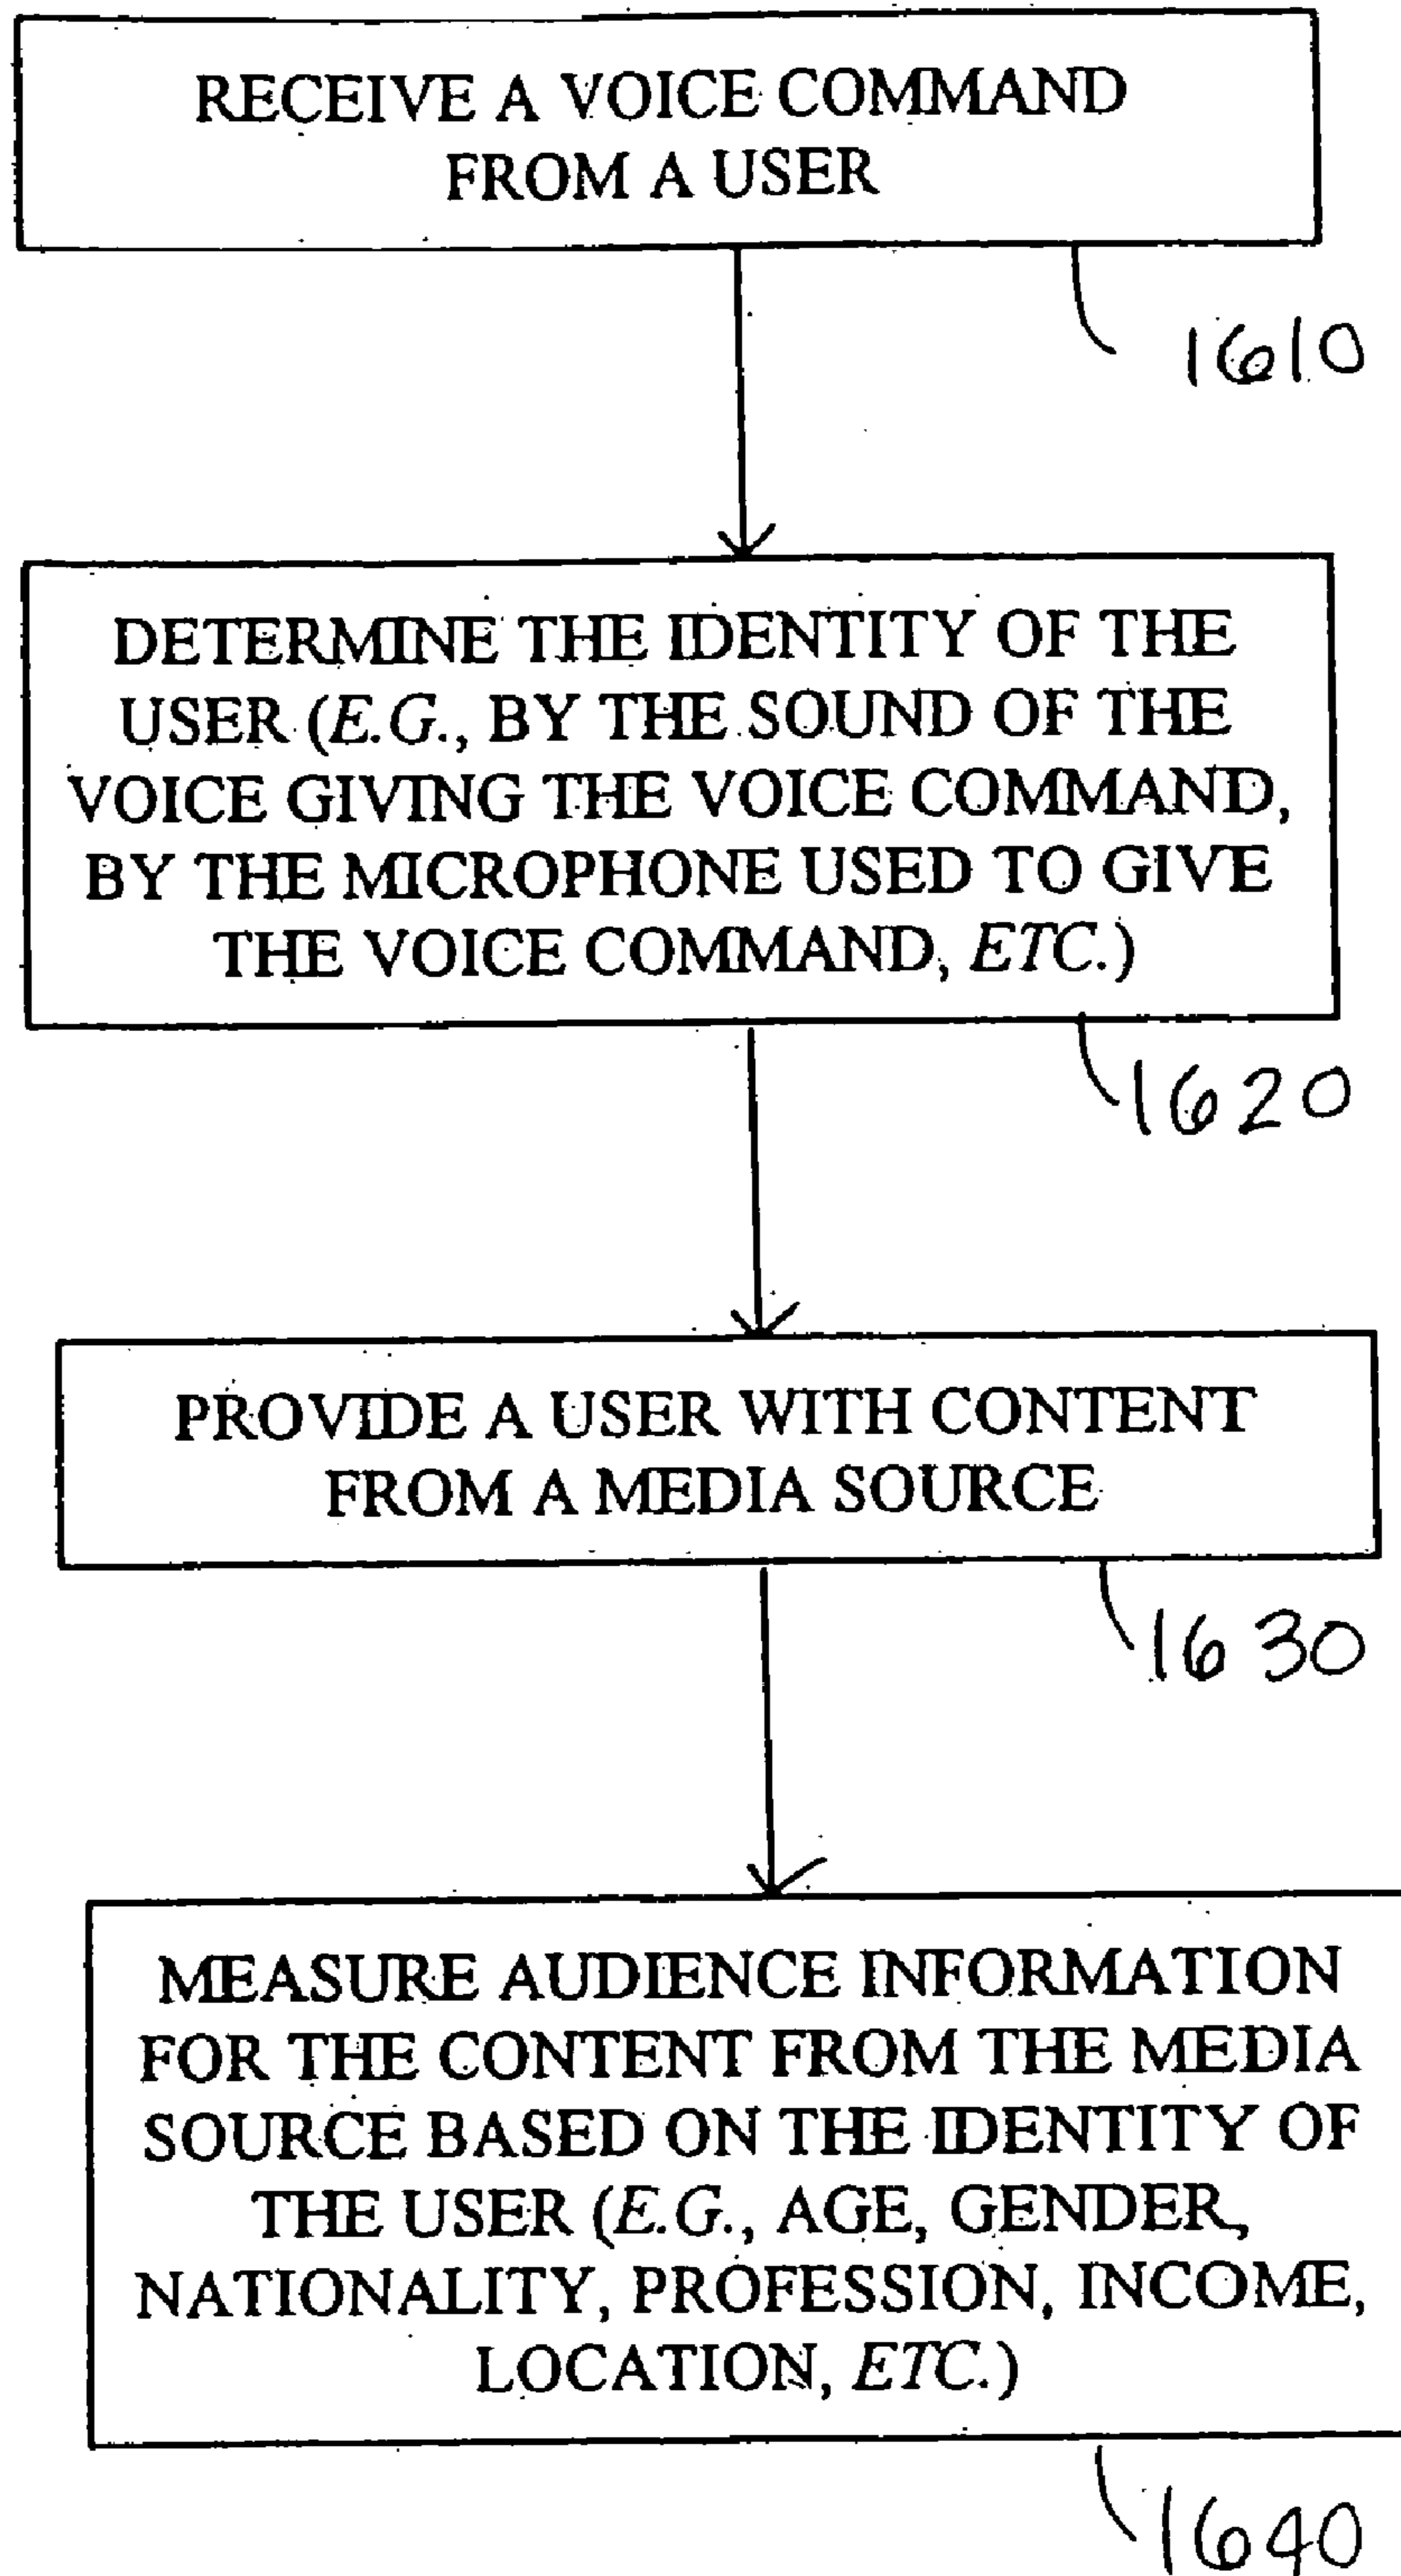 RECEIVE A VOICE COMMAND
FROM A USER
1610
DETERMINE THE IDENTITY OF THE
USER (E.G., BY THE SOUND OF THE
VOICE GIVING THE VOICE COMMAND,
BY THE MICROPHONE USED TO GIVE
THE VOICE COMMAND, ETC.)
1620
PROVIDE A USER WITH CONTENT
FROM A MEDIA SOURCE
1630
MEASURE AUDIENCE INFORMATION
FOR THE CONTENT FROM THE MEDIA
SOURCE BASED ON THE IDENTITY OF
THE USER (E.G., AGE, GENDER,
NATIONALITY, PROFESSION, INCOME,
LOCATION, ETC.)
1640